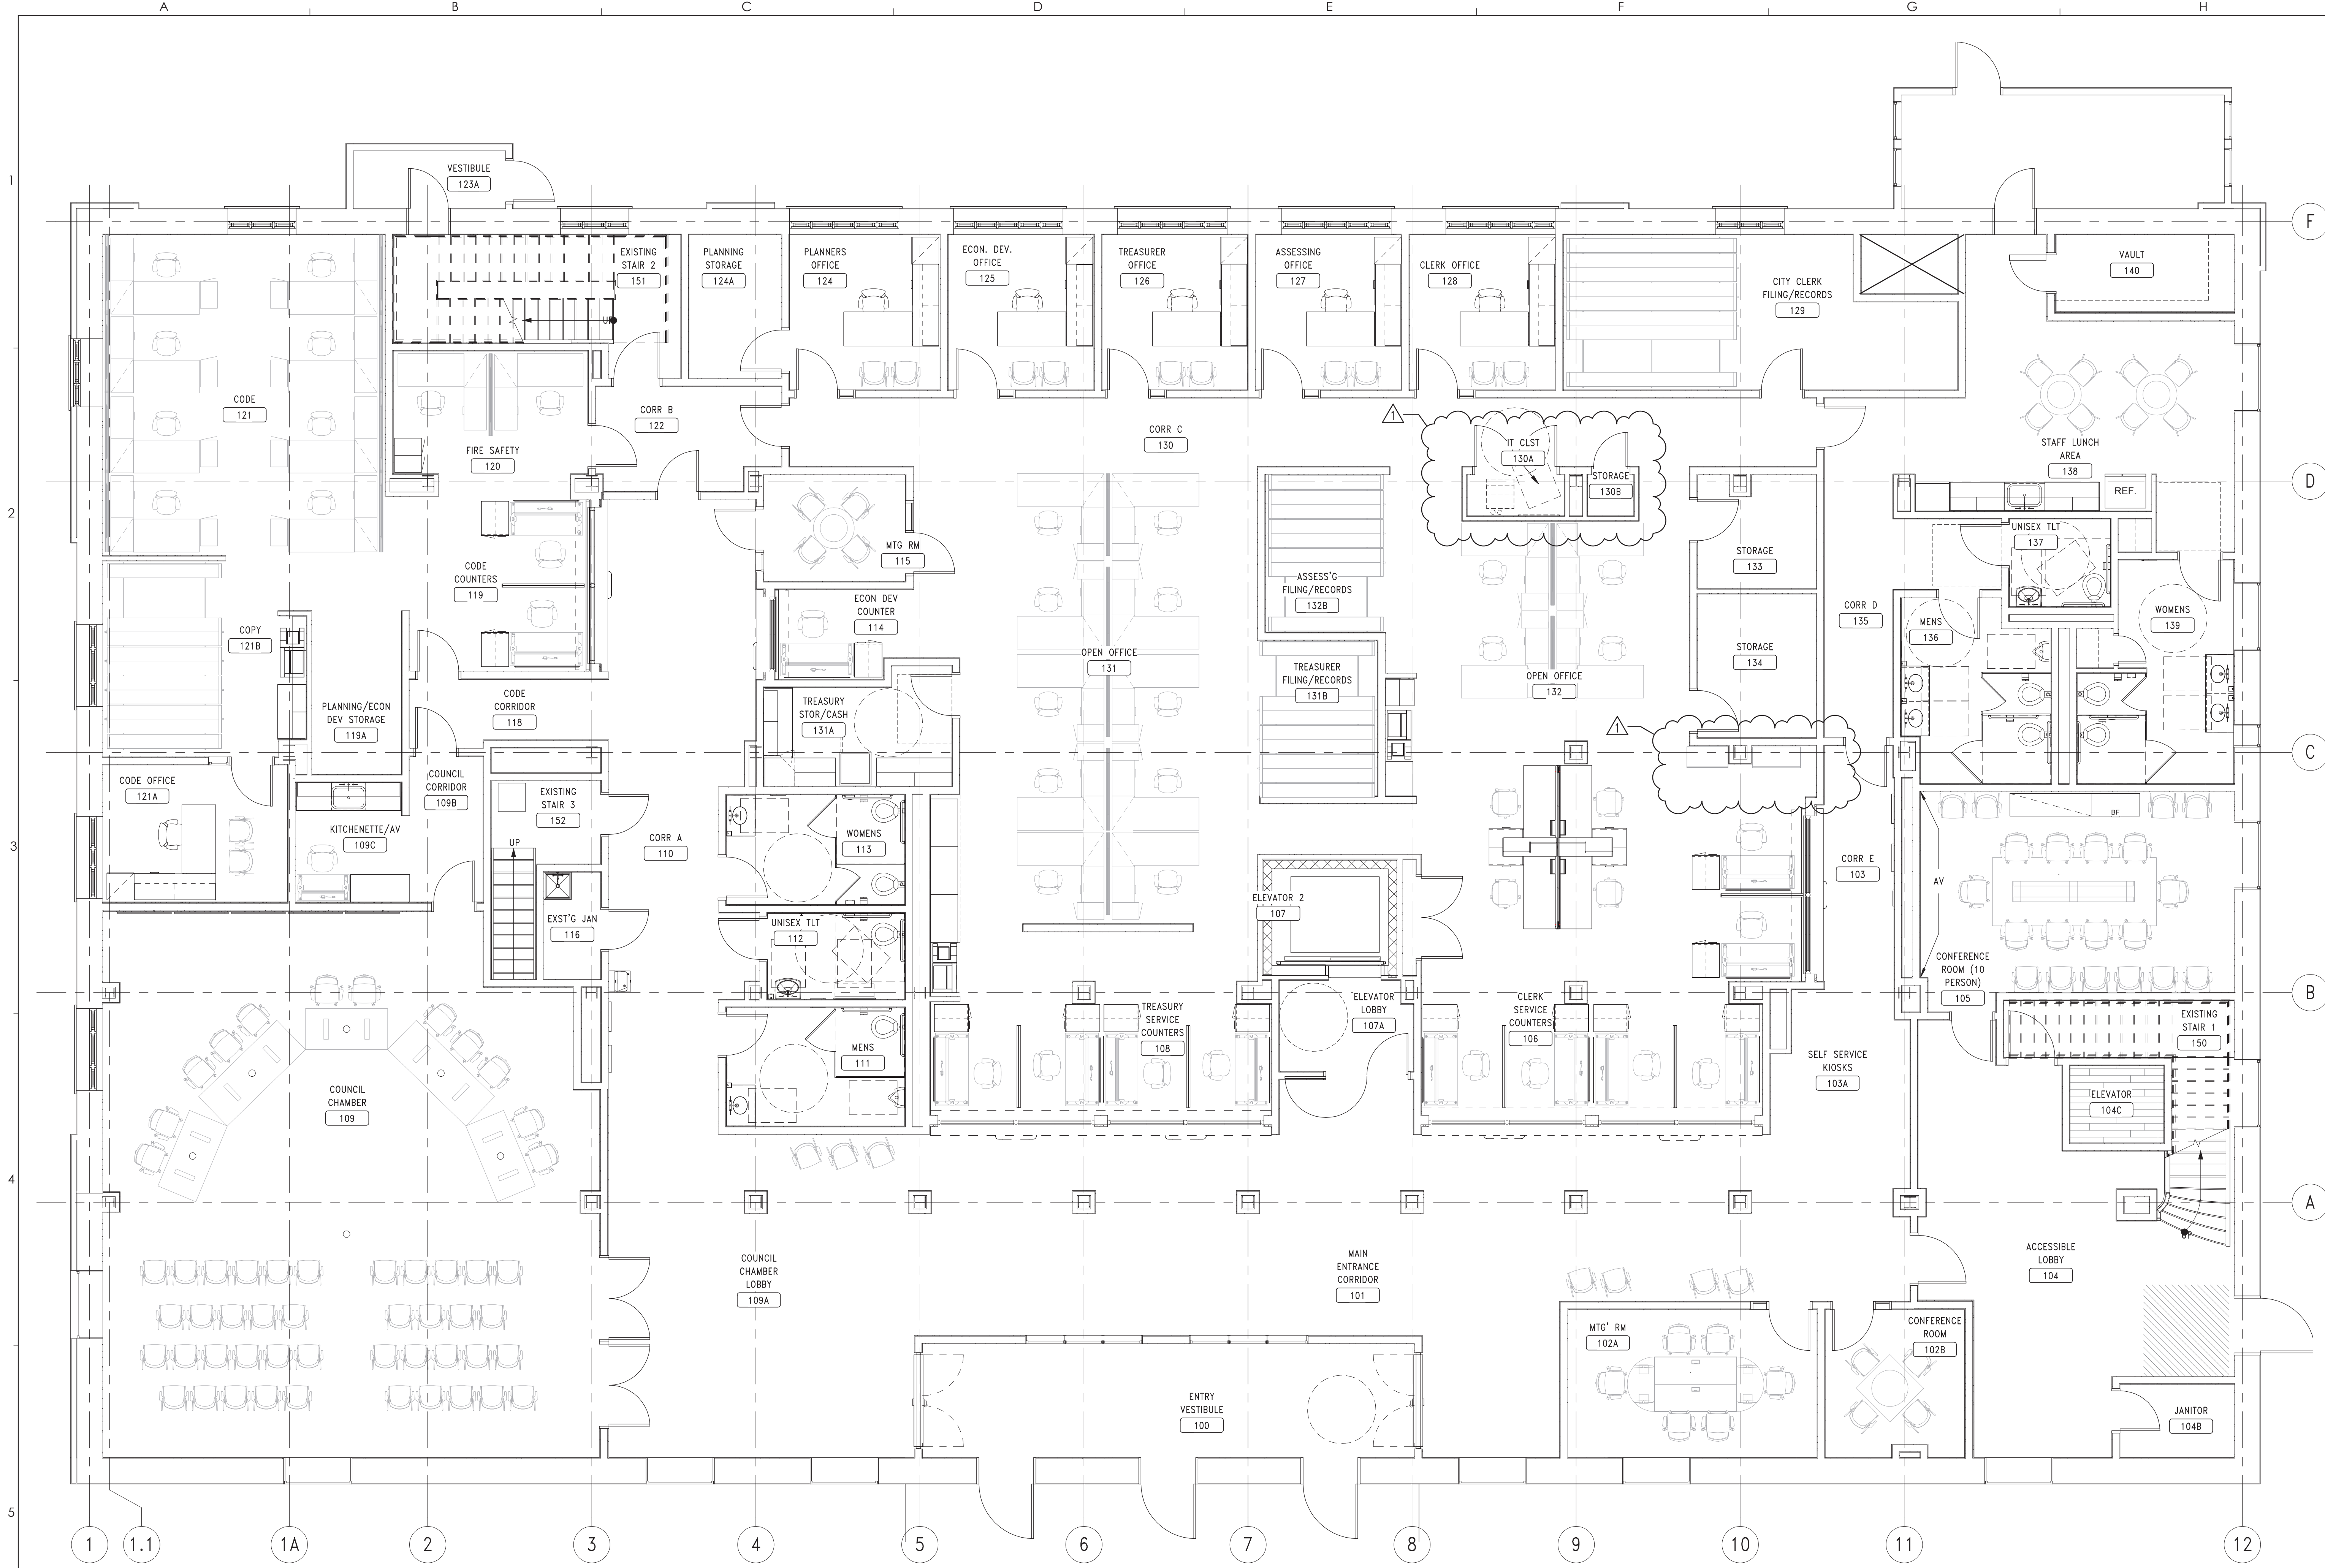 A B C D E F G H
1
VESTIBULE
123A
F
EXISTING
STAIR 2
151
PLANNING
STORAGE
124A
PLANNERS
OFFICE
124
ECON. DEV.
OFFICE
125
TREASURER
OFFICE
126
ASSESSING
OFFICE
127
CLERK OFFICE
128
CITY CLERK
FILING/RECORDS
129
VAULT
140
UP
CODE
121
FIRE SAFETY
120
CORR B
122
CORR C
130
1
IT CLST
130A
STORAGE
130B
STAFF LUNCH
AREA
138
REF.
D
2
CODE
COUNTERS
119
MTG RM
115
ECON DEV
COUNTER
114
ASSESS'G
FILING/RECORDS
132B
STORAGE
133
UNISEX TLT
137
CORR D
135
MENS
136
WOMENS
139
COPY
121B
OPEN OFFICE
131
TREASURER
FILING/RECORDS
131B
STORAGE
134
OPEN OFFICE
132
PLANNING/ECON
DEV STORAGE
119A
CODE
CORRIDOR
118
TREASURY
STOR/CASH
131A
1
C
CODE OFFICE
121A
COUNCIL
CORRIDOR
109B
EXISTING
STAIR 3
152
KITCHENETTE/AV
109C
UP
CORR A
110
WOMENS
113
3
CORR E
103
AV
BF
ELEVATOR 2
107
EXST'G JAN
116
UNISEX TLT
112
CONFERENCE
ROOM (10
PERSON)
105
B
TREASURY
SERVICE
COUNTERS
108
ELEVATOR
LOBBY
107A
CLERK
SERVICE
COUNTERS
106
EXISTING
STAIR 1
150
MENS
111
SELF SERVICE
KIOSKS
103A
COUNCIL
CHAMBER
109
ELEVATOR
104C
4
A
UP
COUNCIL
CHAMBER
LOBBY
109A
MAIN
ENTRANCE
CORRIDOR
101
ACCESSIBLE
LOBBY
104
MTG' RM
102A
CONFERENCE
ROOM
102B
ENTRY
VESTIBULE
100
JANITOR
104B
5
1 1.1 1A 2 3 4 5 6 7 8 9 10 11 12